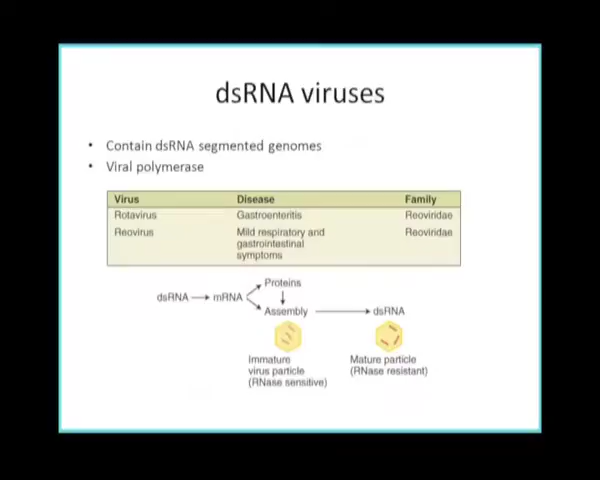 dsRNA viruses
• Contain dsRNA segmented genomes
• Viral polymerase
Virus Disease Family
Rotavirus Gastroenteritis Reoviridae
Reovirus Mild respiratory and Reoviridae
gastrointestinal
symptoms
Proteins
dsRNA → mRNA
Assembly → dsRNA
Immature Mature particle
virus particle (RNase resistant)
(RNase sensitive)